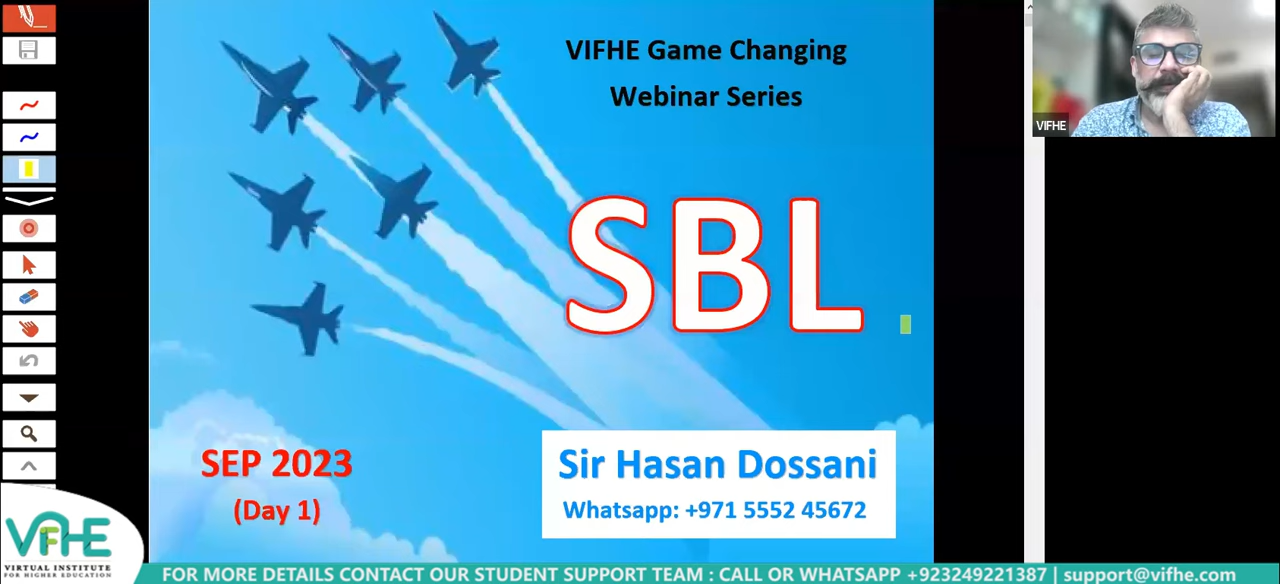 VIFHE Game Changing
Webinar Series
VIFHE
SBL
SEP 2023
(Day 1)
Sir Hasan Dossani
Whatsapp: +971 5552 45672
VIFHE
VIRTUAL INSTITUTE
FOR HIGHER EDUCATION
FOR MORE DETAILS CONTACT OUR STUDENT SUPPORT TEAM : CALL OR WHATSAPP +923249221387 | support@vifhe.com